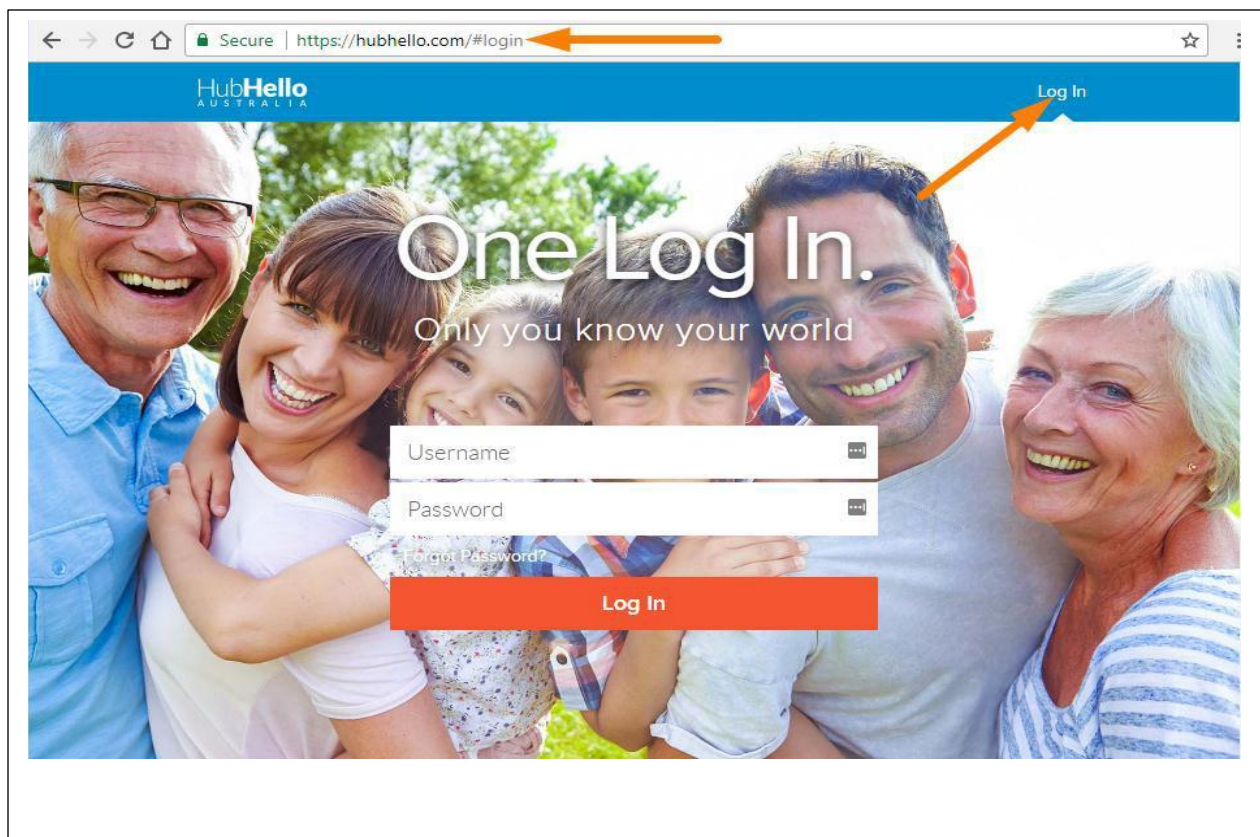 Secure | https://hubhello.com/#login
HubHello
AUSTRALIA
Log In
One Log In.
Only you know your world
Username
Password
Forgot Password?
Log In